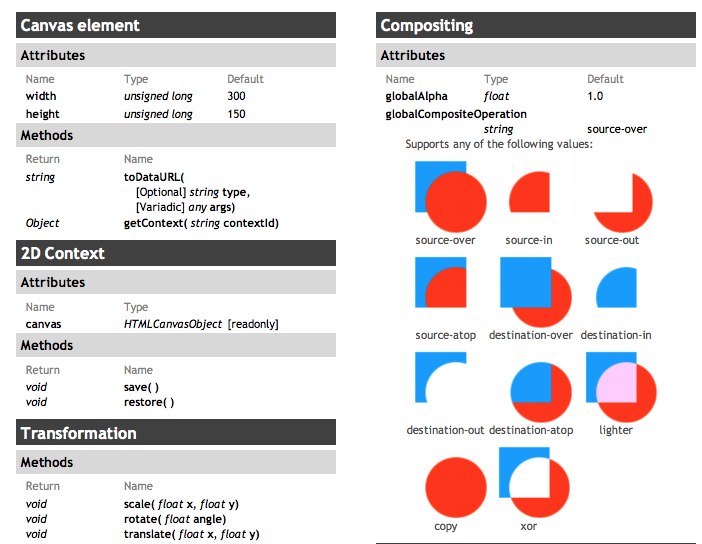 Canvas element
Attributes
Name Type Default
width unsigned long 300
height unsigned long 150
Methods
Return Name
string toDataURL(
[Optional] string type,
[Variadic] any args)
Object getContext( string contextId)
2D Context
Attributes
Name Type
canvas HTMLCanvasObject [readonly]
Methods
Return Name
void save( )
void restore( )
Transformation
Methods
Return Name
void scale( float x, float y)
void rotate( float angle)
void translate( float x, float y)
Compositing
Attributes
Name Type Default
globalAlpha float 1.0
globalCompositeOperation
string source-over
Supports any of the following values:
source-over source-in source-out
source-atop destination-over destination-in
destination-out destination-atop lighter
copy xor